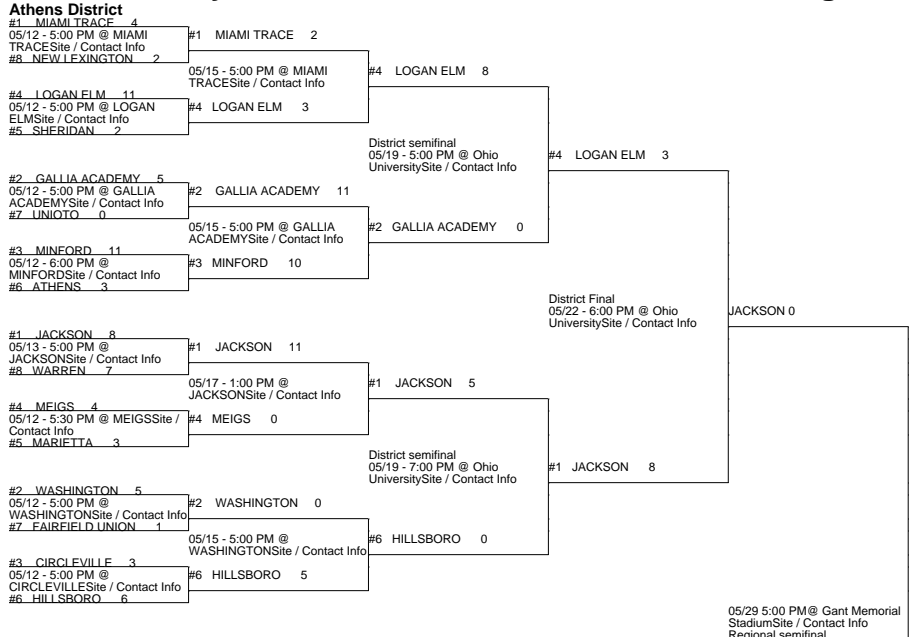 Athens District
#1 MIAMI TRACE 4
05/12 - 5:00 PM @ MIAMI
TRACESite / Contact Info
#8 NEW LEXINGTON 2
#4 LOGAN ELM 11
05/12 - 5:00 PM @ LOGAN
ELMSite / Contact Info
#5 SHERIDAN 2
#2 GALLIA ACADEMY 5
05/12 - 5:00 PM @ GALLIA
ACADEMYSite / Contact Info
#7 UNIOTO 0
#3 MINFORD 11
05/12 - 6:00 PM @
MINFORDSite / Contact Info
#6 ATHENS 3
#1 JACKSON 8
05/13 - 5:00 PM @
JACKSONSite / Contact Info
#8 WARREN 7
#4 MEIGS 4
05/12 - 5:30 PM @ MEIGSSite /
Contact Info
#5 MARIETTA 3
#2 WASHINGTON 5
05/12 - 5:00 PM @
WASHINGTONSite / Contact Info
#7 FAIRFIELD UNION 1
#3 CIRCLEVILLE 3
05/12 - 5:00 PM @
CIRCLEVILLESite / Contact Info
#6 HILLSBORO 6
#1 MIAMI TRACE 2
05/15 - 5:00 PM @ MIAMI
TRACESite / Contact Info
#4 LOGAN ELM 3
#2 GALLIA ACADEMY 11
05/15 - 5:00 PM @ GALLIA
ACADEMYSite / Contact Info
#3 MINFORD 10
#1 JACKSON 11
05/17 - 1:00 PM @
JACKSONSite / Contact Info
#4 MEIGS 0
#2 WASHINGTON 0
05/15 - 5:00 PM @
WASHINGTONSite / Contact Info
#6 HILLSBORO 5
#4 LOGAN ELM 8
District semifinal
05/19 - 5:00 PM @ Ohio
UniversitySite / Contact Info
#2 GALLIA ACADEMY 0
#1 JACKSON 5
District semifinal
05/19 - 7:00 PM @ Ohio
UniversitySite / Contact Info
#6 HILLSBORO 0
#4 LOGAN ELM 3
District Final
05/22 - 6:00 PM @ Ohio
UniversitySite / Contact Info
#1 JACKSON 8
JACKSON 0
05/29 5:00 PM@ Gant Memorial
StadiumSite / Contact Info
Regional semifinal